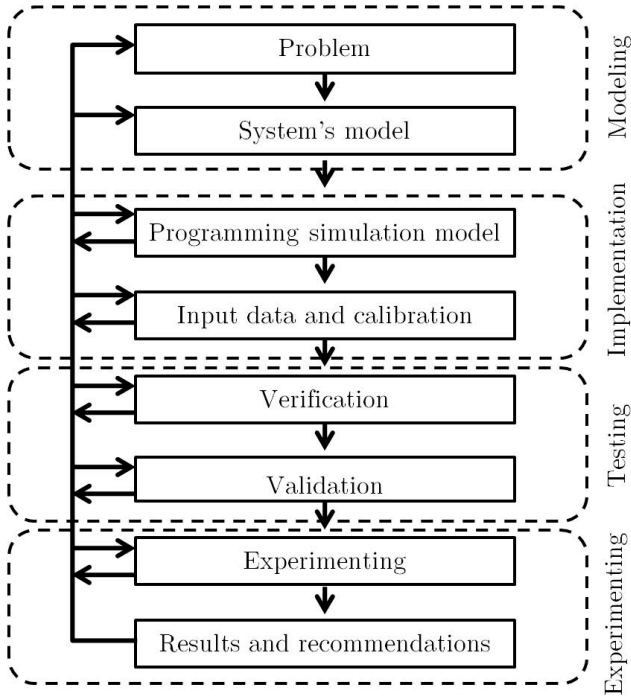 Problem
System's model
Modeling
Programming simulation model
Input data and calibration
Implementation
Verification
Validation
Testing
Experimenting
Results and recommendations
Experimenting